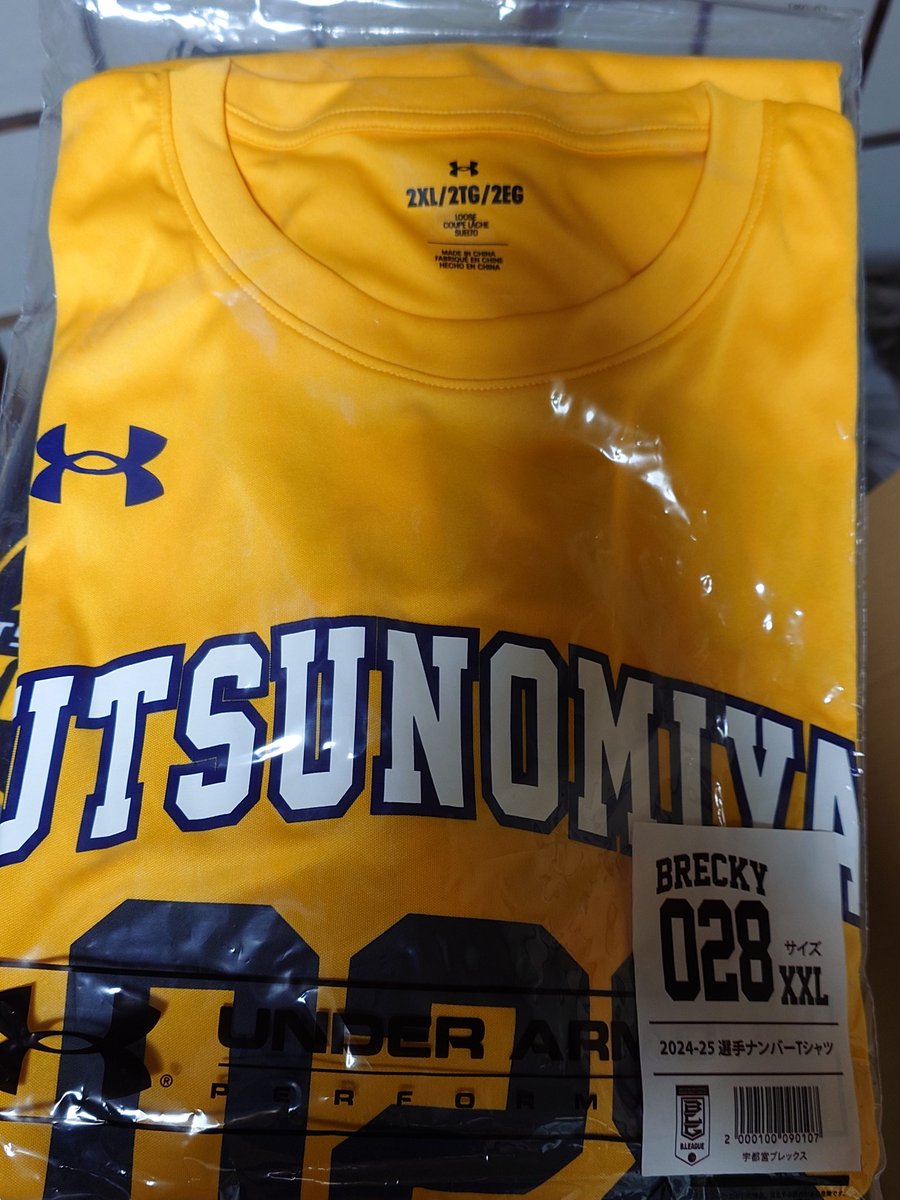 2XL/2TG/2EG
LOOSE
COUPE LÂCHE
SUELTO
MADE IN CHINA
FABRIQUÉ EN CHINE
HECHO EN CHINA
UTSUNOMIYA
BRECKY
028
サイズ
XXL
2024-25 選手ナンバーTシャツ
B.LEAGUE
2 000100 090107
宇都宮ブレックス
02
UNDER ARM
®
PERFORM